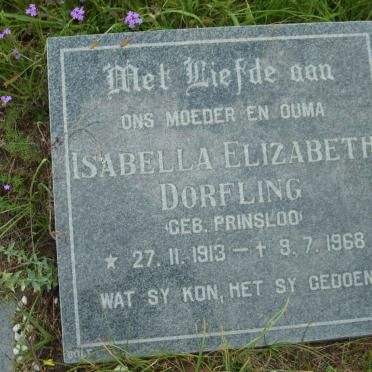 Met Liefde aan
ONS MOEDER EN OUMA
ISABELLA ELIZABETH
DORFLING
(GEB. PRINSLOO)
★ 27. 11. 1913 – ✝ 9. 7. 1968
WAT SY KON, HET SY GEDOEN